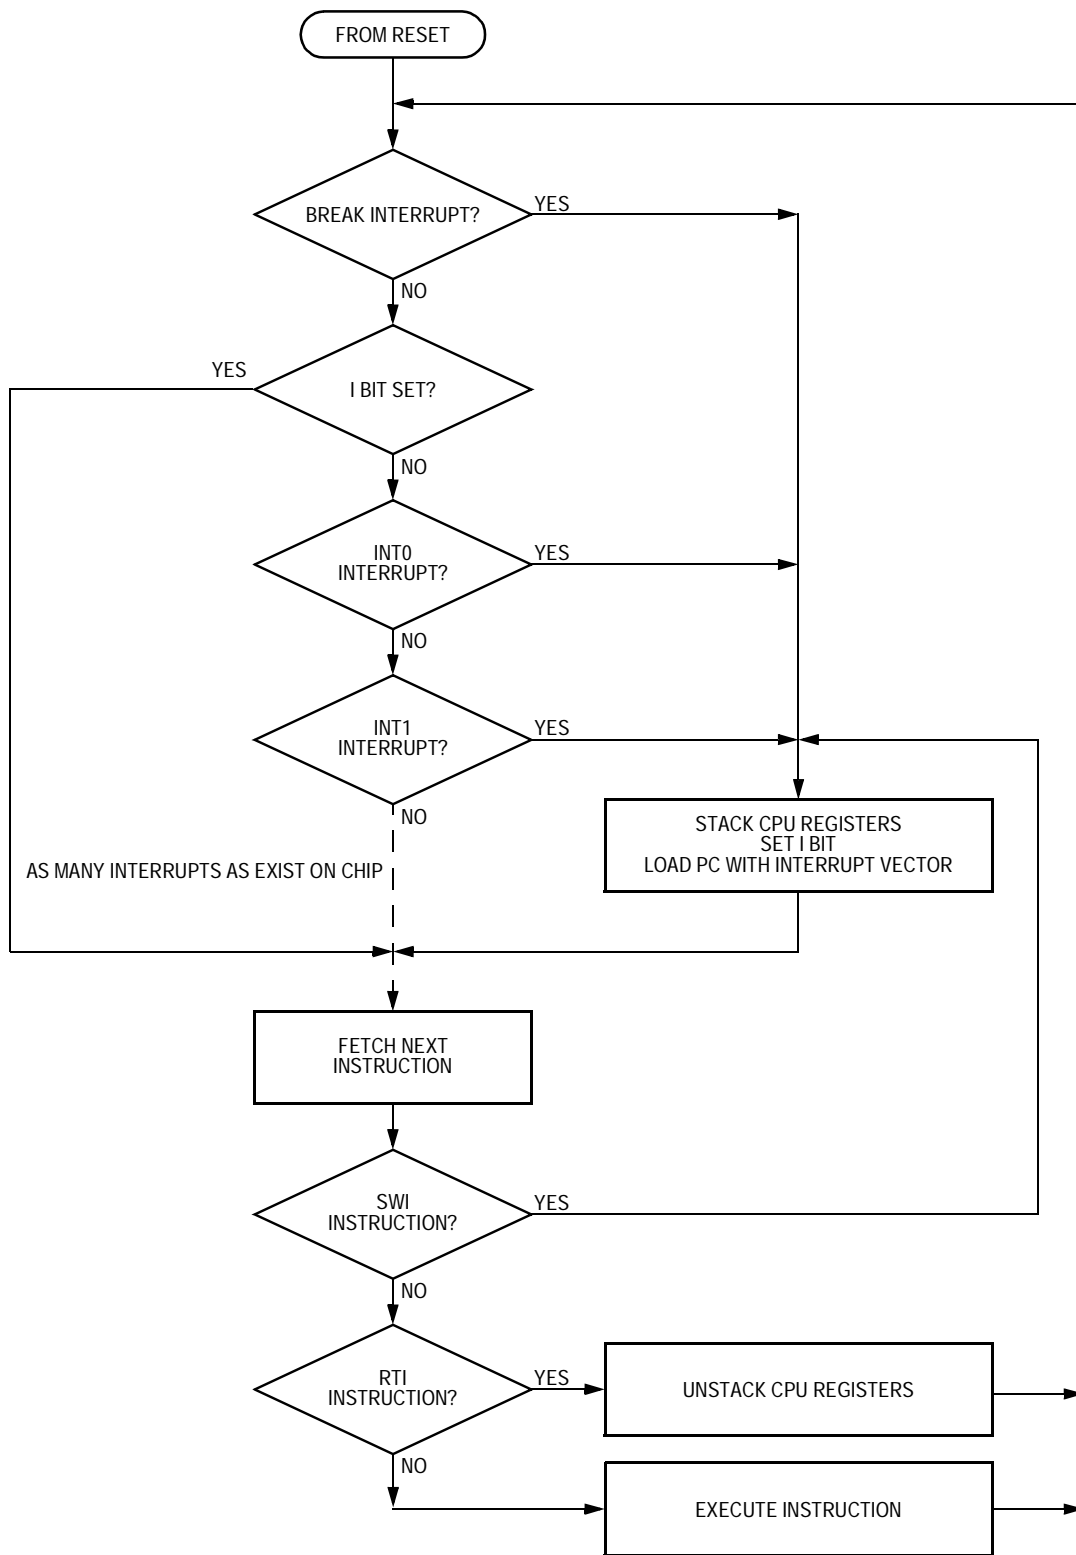 FROM RESET
BREAK INTERRUPT?
YES
NO
YES
I BIT SET?
NO
INT0
INTERRUPT?
YES
NO
INT1
INTERRUPT?
YES
NO
STACK CPU REGISTERS
SET I BIT
LOAD PC WITH INTERRUPT VECTOR
AS MANY INTERRUPTS AS EXIST ON CHIP
FETCH NEXT
INSTRUCTION
SWI
INSTRUCTION?
YES
NO
RTI
INSTRUCTION?
YES
UNSTACK CPU REGISTERS
NO
EXECUTE INSTRUCTION